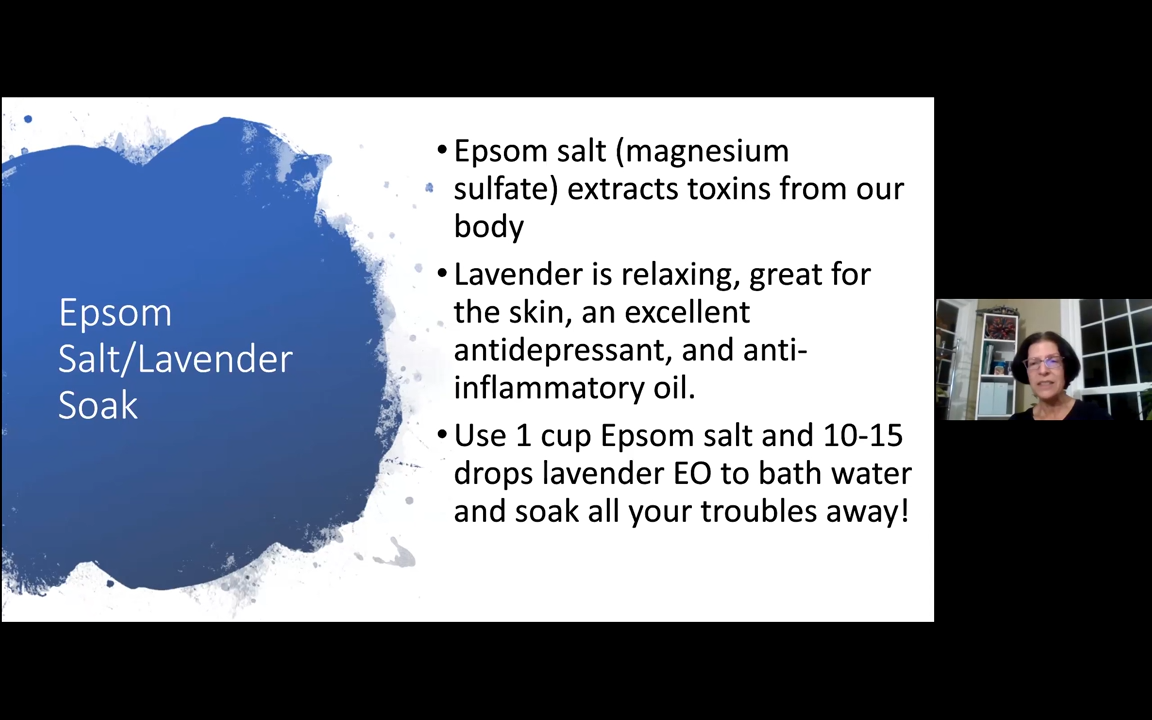 Epsom
Salt/Lavender
Soak
• Epsom salt (magnesium
sulfate) extracts toxins from our
body
• Lavender is relaxing, great for
the skin, an excellent
antidepressant, and anti-
inflammatory oil.
• Use 1 cup Epsom salt and 10-15
drops lavender EO to bath water
and soak all your troubles away!